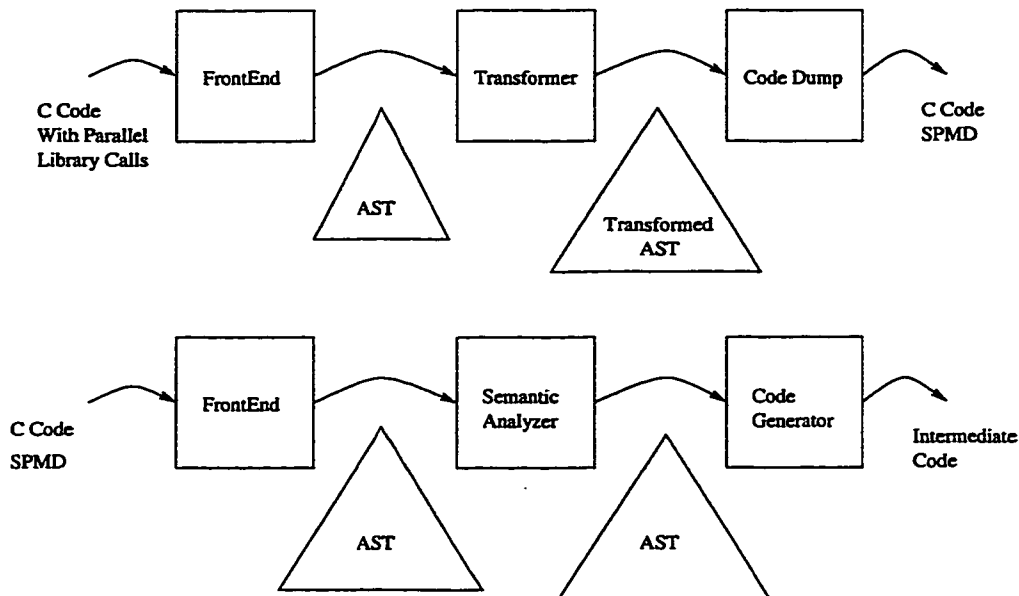 FrontEnd
Transformer
Code Dump
C Code
With Parallel
Library Calls
C Code
SPMD
AST
Transformed
AST
FrontEnd
Semantic
Analyzer
Code
Generator
C Code
SPMD
Intermediate
Code
AST
AST